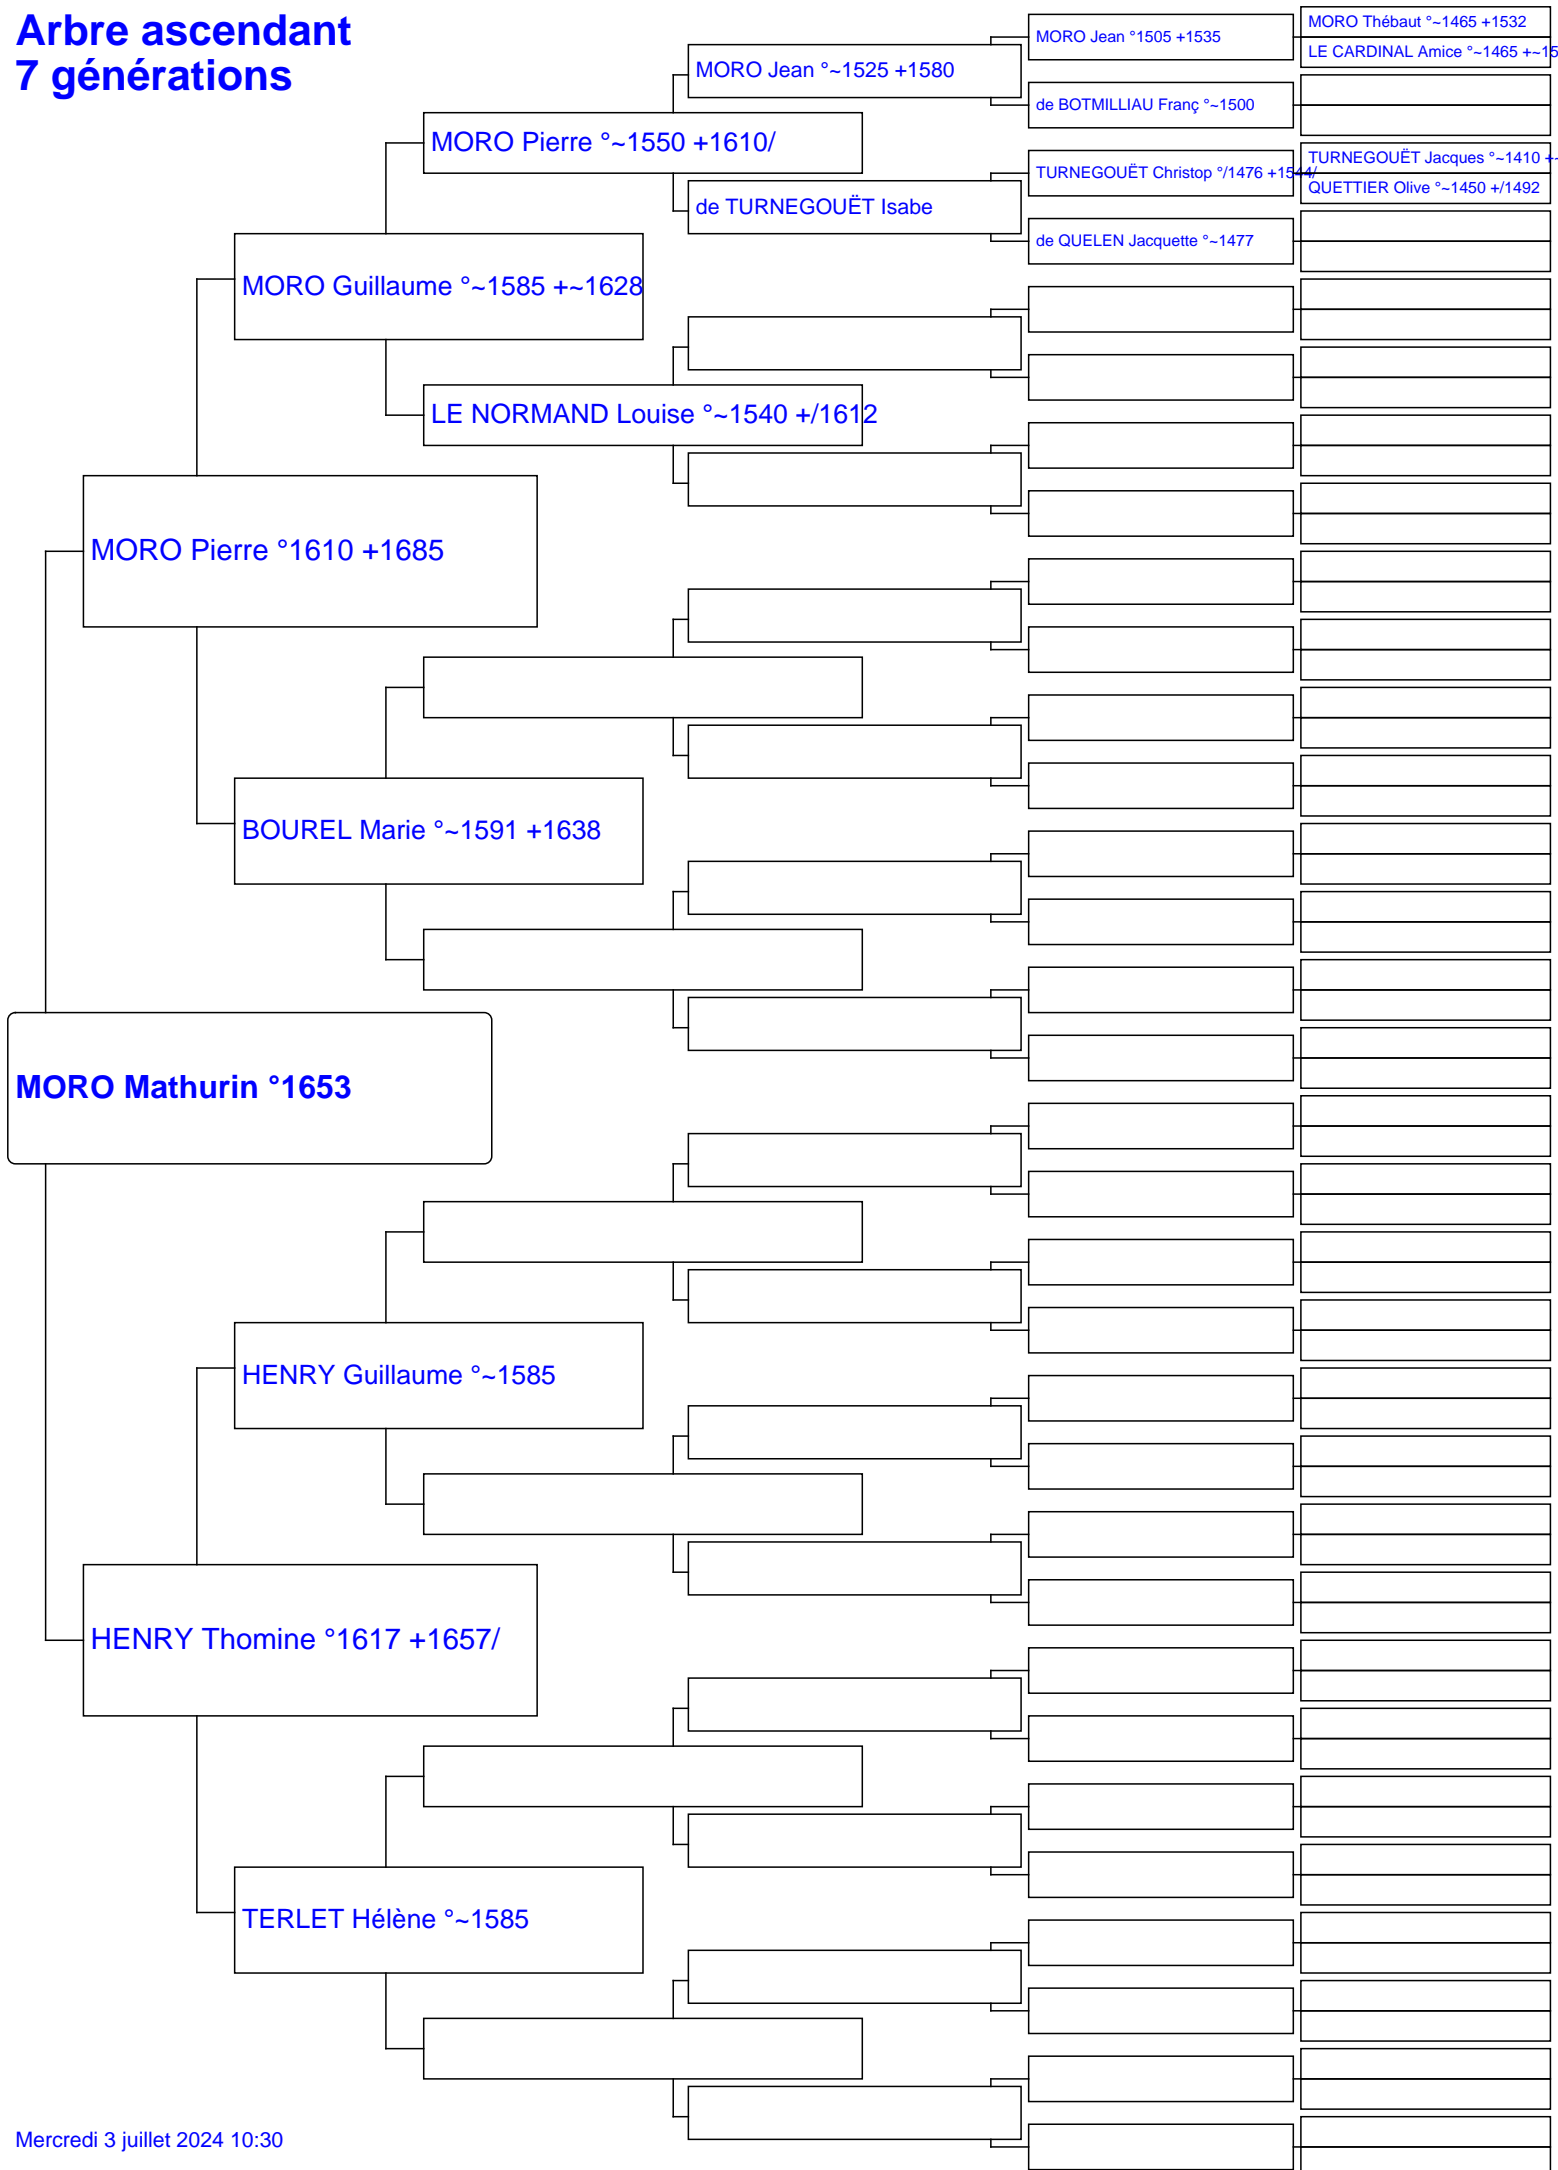 Arbre ascendant
7 générations
MORO Thébaut °~1465 +1532
MORO Jean °1505 +1535
LE CARDINAL Amice °~1465 +~15
MORO Jean °~1525 +1580
de BOTMILLIAU Franç °~1500
MORO Pierre °~1550 +1610/
TURNEGOUËT Jacques °~1410 +~
TURNEGOUËT Christop °/1476 +1544/
QUETTIER Olive °~1450 +/1492
de TURNEGOUËT Isabe
de QUELEN Jacquette °~1477
MORO Guillaume °~1585 +~1628
LE NORMAND Louise °~1540 +/1612
MORO Pierre °1610 +1685
BOUREL Marie °~1591 +1638
MORO Mathurin °1653
HENRY Guillaume °~1585
HENRY Thomine °1617 +1657/
TERLET Hélène °~1585
Mercredi 3 juillet 2024 10:30